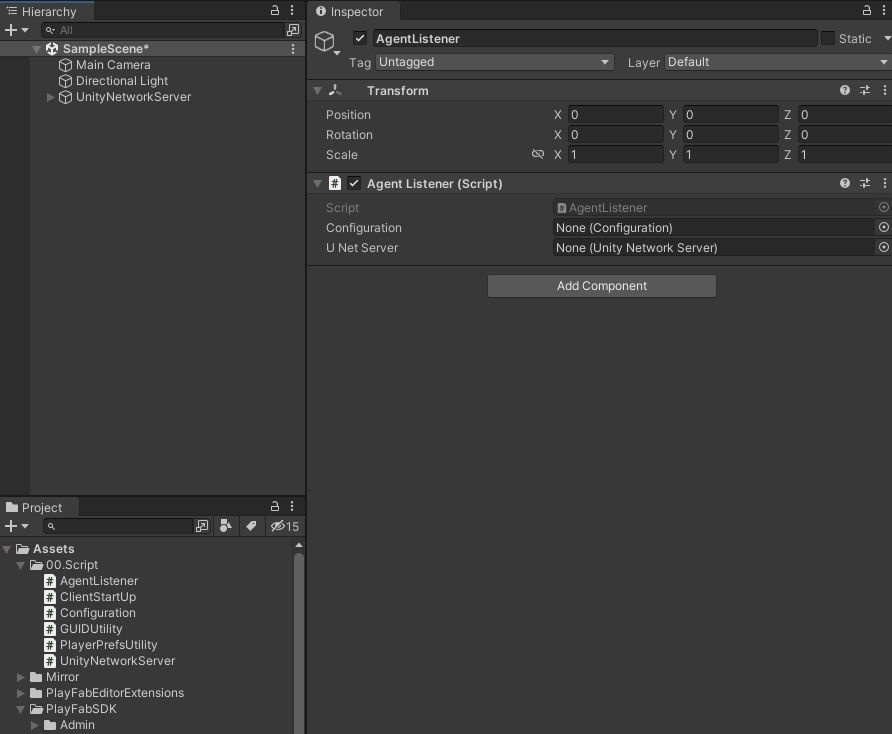 Hierarchy
All
SampleScene*
Main Camera
Directional Light
UnityNetworkServer
Inspector
AgentListener
Static
Tag Untagged Layer Default
Transform
Position X 0 Y 0 Z 0
Rotation X 0 Y 0 Z 0
Scale X 1 Y 1 Z 1
# Agent Listener (Script)
Script # AgentListener
Configuration None (Configuration)
U Net Server None (Unity Network Server)
Add Component
Project
15
Assets
00.Script
# AgentListener
# ClientStartUp
# Configuration
# GUIDUtility
# PlayerPrefsUtility
# UnityNetworkServer
Mirror
PlayFabEditorExtensions
PlayFabSDK
Admin